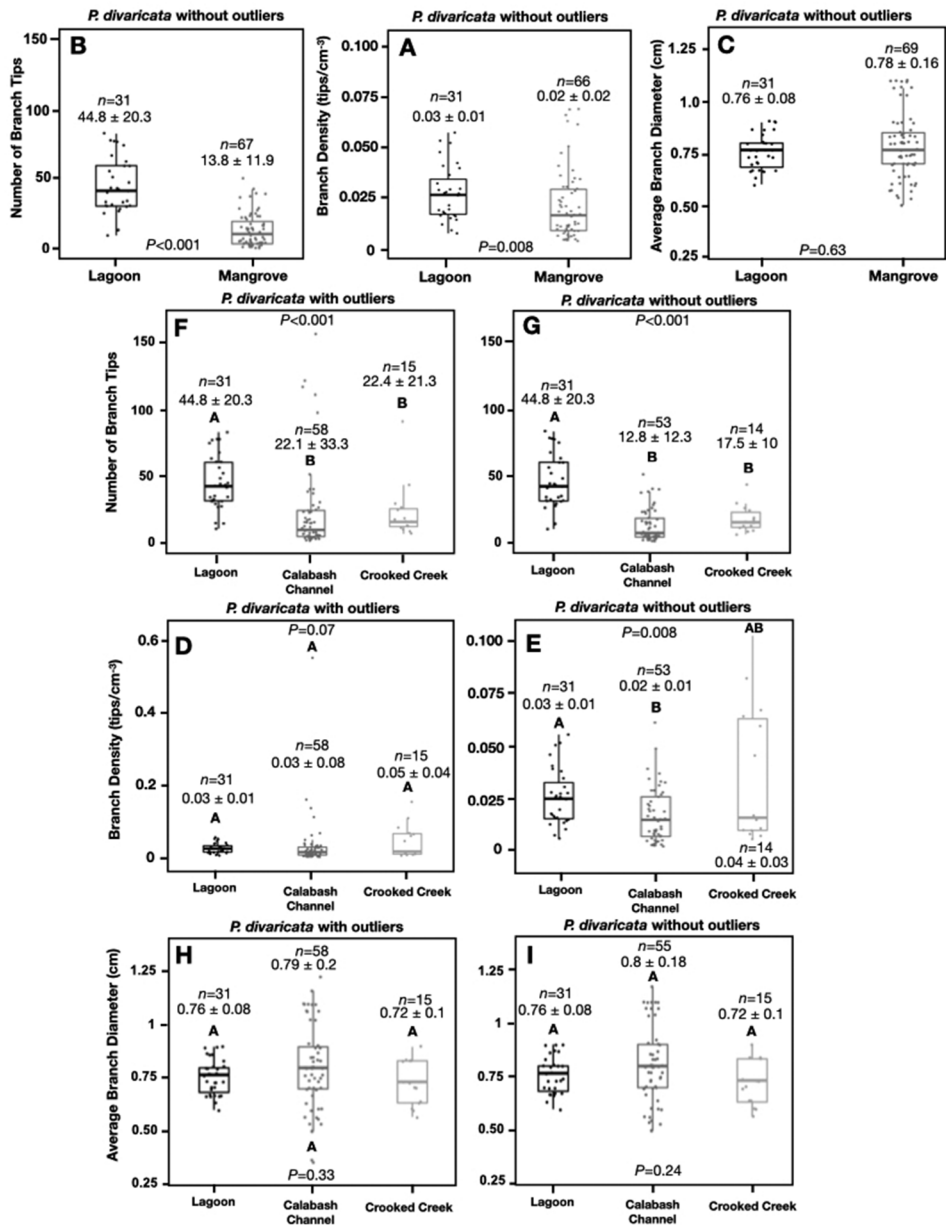 P. divaricata without outliers
B
Number of Branch Tips
150
100
50
0
n=31
44.8 ± 20.3
n=67
13.8 ± 11.9
P<0.001
Lagoon
Mangrove
P. divaricata without outliers
A
Branch Density (tips/cm-³)
0.100
0.075
0.050
0.025
0
n=31
0.03 ± 0.01
n=66
0.02 ± 0.02
P=0.008
Lagoon
Mangrove
P. divaricata without outliers
C
Average Branch Diameter (cm)
1.25
1.0
0.75
0.50
0.25
n=31
0.76 ± 0.08
n=69
0.78 ± 0.16
P=0.63
Lagoon
Mangrove
P. divaricata with outliers
F
Number of Branch Tips
150
100
50
0
P<0.001
n=31
44.8 ± 20.3
A
n=58
22.1 ± 33.3
B
n=15
22.4 ± 21.3
B
Lagoon
Calabash
Channel
Crooked Creek
P. divaricata without outliers
G
150
100
50
0
P<0.001
n=31
44.8 ± 20.3
A
n=53
12.8 ± 12.3
B
n=14
17.5 ± 10
B
Lagoon
Calabash
Channel
Crooked Creek
P. divaricata with outliers
D
Branch Density (tips/cm-³)
0.6
0.4
0.2
0
P=0.07
A
n=31
0.03 ± 0.01
A
n=58
0.03 ± 0.08
n=15
0.05 ± 0.04
A
Lagoon
Calabash
Channel
Crooked Creek
P. divaricata without outliers
E
0.100
0.075
0.050
0.025
0
P=0.008
AB
n=31
0.03 ± 0.01
A
n=53
0.02 ± 0.01
B
n=14
0.04 ± 0.03
Lagoon
Calabash
Channel
Crooked Creek
P. divaricata with outliers
H
Average Branch Diameter (cm)
1.25
1
0.75
0.50
0.25
n=31
0.76 ± 0.08
A
n=58
0.79 ± 0.2
A
n=15
0.72 ± 0.1
A
P=0.33
Lagoon
Calabash
Channel
Crooked Creek
P. divaricata without outliers
I
1.25
1
0.75
0.50
0.25
n=31
0.76 ± 0.08
A
n=55
0.8 ± 0.18
A
n=15
0.72 ± 0.1
A
P=0.24
Lagoon
Calabash
Channel
Crooked Creek